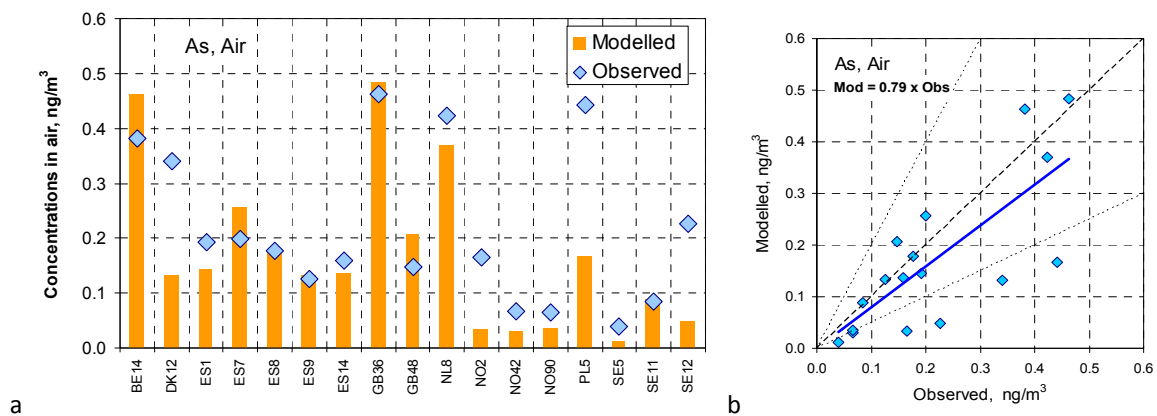 0.6
0.5
0.4
0.3
0.2
0.1
0.0
Concentrations in air, ng/m³
As, Air
Modelled
Observed
BE14
DK12
ES1
ES7
ES8
ES9
ES14
GB36
GB48
NL8
NO2
NO42
NO90
PL5
SE5
SE11
SE12
a
0.6
0.5
0.4
0.3
0.2
0.1
0.0
Modelled, ng/m³
As, Air
Mod = 0.79 x Obs
0.0 0.1 0.2 0.3 0.4 0.5 0.6
Observed, ng/m³
b